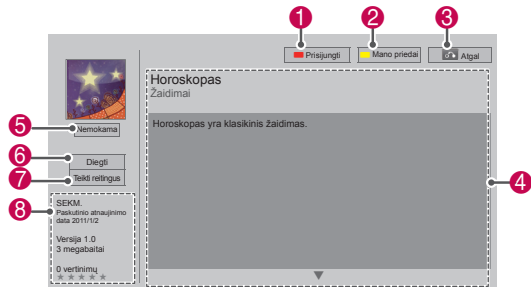 1
2
3
Prisijungti
Mano priedai
Atgal
Horoskopas
Žaidimai
Horoskopas yra klasikinis žaidimas.
4
5
Nemokama
6
Diegti
7
Teikti reitingus
8
SEKM.
Paskutinio atnaujinimo
data 2011/1/2
Versija 1.0
3 megabaitai
0 vertinimų